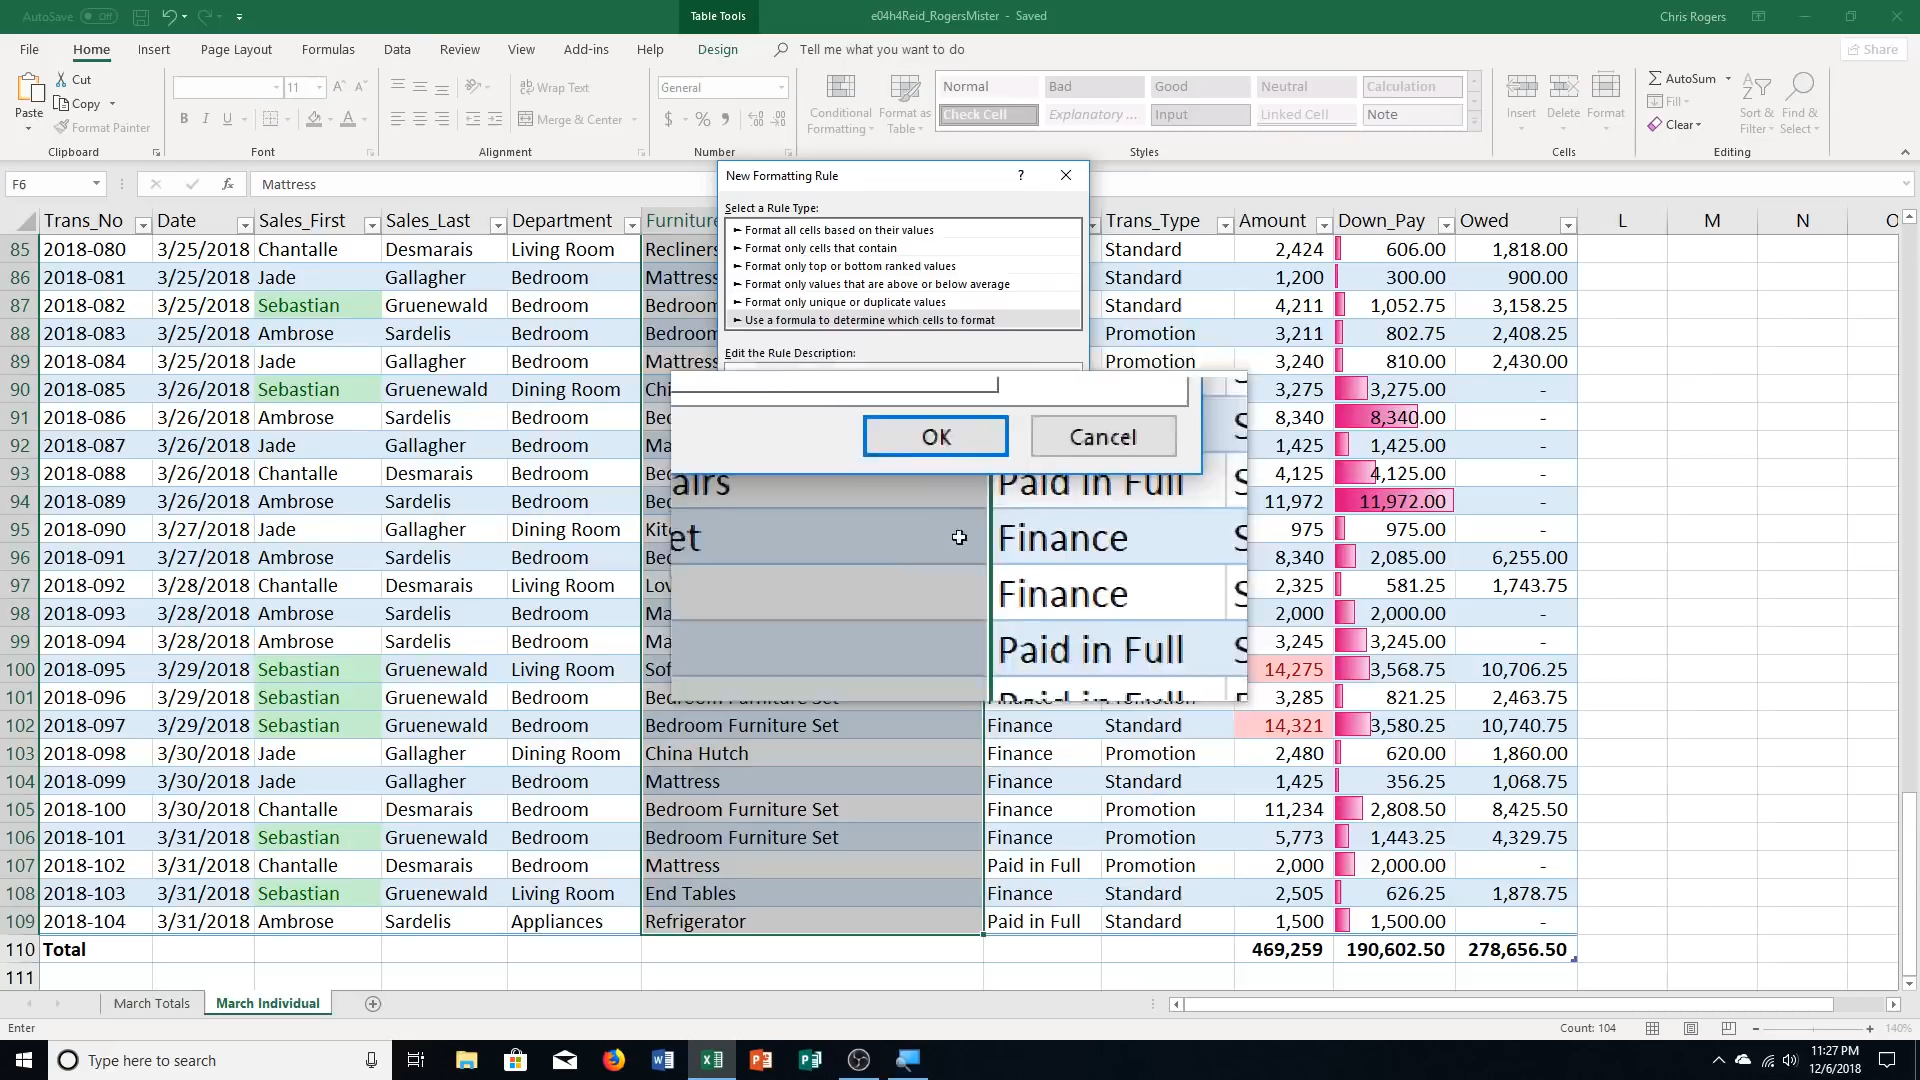 AutoSave Off
Table Tools
e04h4Reid_RogersMister - Saved
Chris Rogers
File Home Insert Page Layout Formulas Data Review View Add-ins Help Design Tell me what you want to do Share
Paste
Cut
Copy
Format Painter
Clipboard
11
B I U
Font
Wrap Text
Merge & Center
Alignment
General
$ % ,
Number
Conditional Formatting
Format as Table
Normal Bad Good Neutral Calculation
Check Cell Explanatory ... Input Linked Cell Note
Styles
Insert Delete Format
Cells
AutoSum
Fill
Clear
Sort & Filter
Find & Select
Editing
F6 fx Mattress
New Formatting Rule ?
Select a Rule Type:
► Format all cells based on their values
► Format only cells that contain
► Format only top or bottom ranked values
► Format only values that are above or below average
► Format only unique or duplicate values
► Use a formula to determine which cells to format
Edit the Rule Description:
OK Cancel
airs Paid in Full S
et Finance S
Finance S
Paid in Full S
Trans_No Date Sales_First Sales_Last Department Furniture Trans_Type Amount Down_Pay Owed L M N O
85 2018-080 3/25/2018 Chantalle Desmarais Living Room Recliners Standard 2,424 606.00 1,818.00
86 2018-081 3/25/2018 Jade Gallagher Bedroom Mattress Standard 1,200 300.00 900.00
87 2018-082 3/25/2018 Sebastian Gruenewald Bedroom Bedroom Standard 4,211 1,052.75 3,158.25
88 2018-083 3/25/2018 Ambrose Sardelis Bedroom Bedroom Promotion 3,211 802.75 2,408.25
89 2018-084 3/25/2018 Jade Gallagher Bedroom Mattress Promotion 3,240 810.00 2,430.00
90 2018-085 3/26/2018 Sebastian Gruenewald Dining Room Chi 3,275 3,275.00 -
91 2018-086 3/26/2018 Ambrose Sardelis Bedroom Bed 8,340 8,340.00 -
92 2018-087 3/26/2018 Jade Gallagher Bedroom Ma 1,425 1,425.00 -
93 2018-088 3/26/2018 Chantalle Desmarais Bedroom Bed 4,125 4,125.00 -
94 2018-089 3/26/2018 Ambrose Sardelis Bedroom Bed 11,972 11,972.00 -
95 2018-090 3/27/2018 Jade Gallagher Dining Room Kit 975 975.00 -
96 2018-091 3/27/2018 Ambrose Sardelis Bedroom Bed 8,340 2,085.00 6,255.00
97 2018-092 3/28/2018 Chantalle Desmarais Living Room Lov 2,325 581.25 1,743.75
98 2018-093 3/28/2018 Ambrose Sardelis Bedroom Ma 2,000 2,000.00 -
99 2018-094 3/28/2018 Ambrose Sardelis Bedroom Ma 3,245 3,245.00 -
100 2018-095 3/29/2018 Sebastian Gruenewald Living Room Sof 14,275 3,568.75 10,706.25
101 2018-096 3/29/2018 Sebastian Gruenewald Bedroom Bedroom Furniture Set Finance Promotion 3,285 821.25 2,463.75
102 2018-097 3/29/2018 Sebastian Gruenewald Bedroom Bedroom Furniture Set Finance Standard 14,321 3,580.25 10,740.75
103 2018-098 3/30/2018 Jade Gallagher Dining Room China Hutch Finance Promotion 2,480 620.00 1,860.00
104 2018-099 3/30/2018 Jade Gallagher Bedroom Mattress Finance Standard 1,425 356.25 1,068.75
105 2018-100 3/30/2018 Chantalle Desmarais Bedroom Bedroom Furniture Set Finance Promotion 11,234 2,808.50 8,425.50
106 2018-101 3/31/2018 Sebastian Gruenewald Bedroom Bedroom Furniture Set Finance Promotion 5,773 1,443.25 4,329.75
107 2018-102 3/31/2018 Chantalle Desmarais Bedroom Mattress Paid in Full Promotion 2,000 2,000.00 -
108 2018-103 3/31/2018 Sebastian Gruenewald Living Room End Tables Finance Standard 2,505 626.25 1,878.75
109 2018-104 3/31/2018 Ambrose Sardelis Appliances Refrigerator Paid in Full Standard 1,500 1,500.00 -
110 Total 469,259 190,602.50 278,656.50
111
March Totals March Individual
Enter Count: 104 140%
Type here to search
11:27 PM
12/6/2018